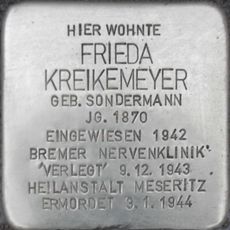 HIER WOHNTE
FRIEDA
KREIKEMEYER
GEB. SONDERMANN
JG. 1870
EINGEWIESEN 1942
BREMER NERVENKLINIK
'VERLEGT' 9.12.1943
HEILANSTALT MESERITZ
ERMORDET 3.1.1944